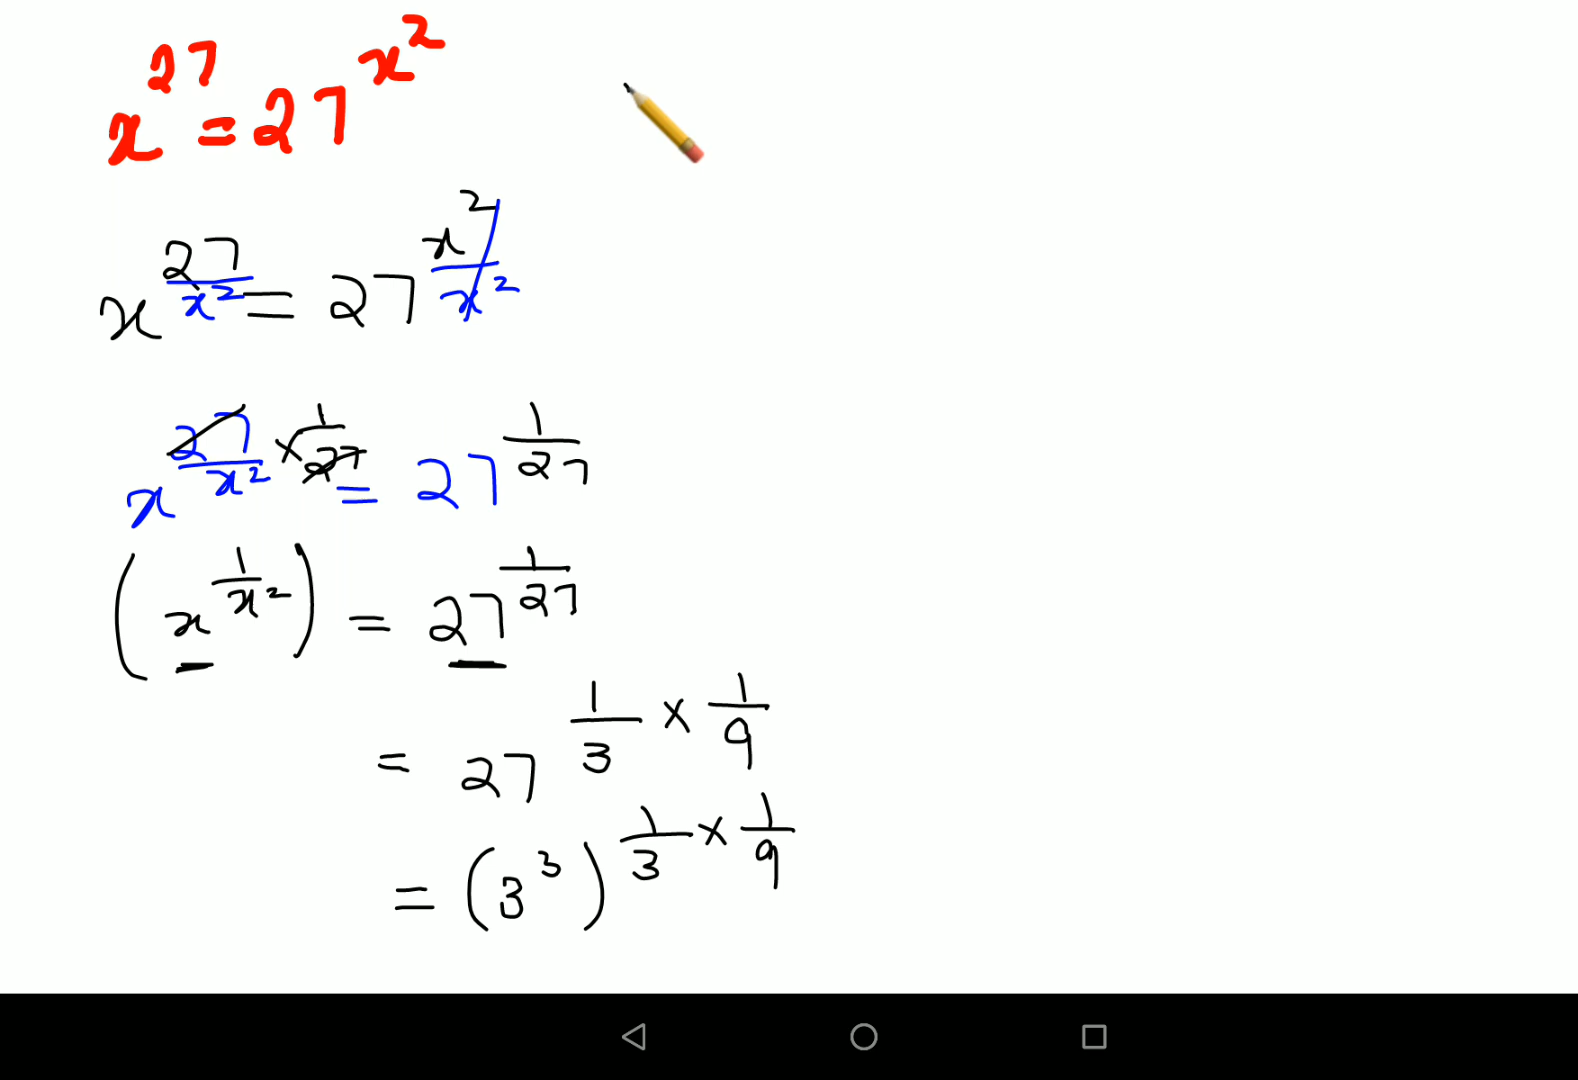 x^27 = 27^x^2
x^(27/x^2) = 27^(x^2/x^2)
x^(27/x^2 × 1/27) = 27^(1/27)
(x^(1/x^2)) = 27^(1/27)
= 27^(1/3 × 1/9)
= (3^3)^(1/3 × 1/9)